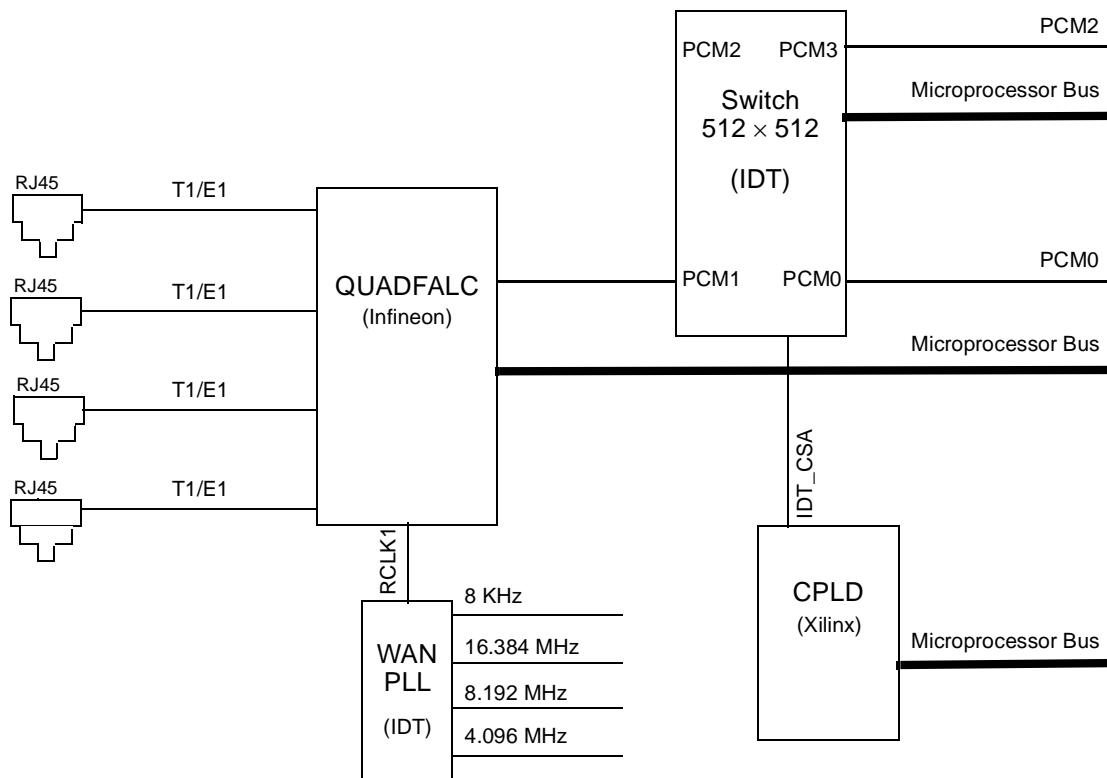 PCM2
PCM2 PCM3
Microprocessor Bus
Switch
512 × 512
(IDT)
RJ45
T1/E1
RJ45
T1/E1
QUADFALC
(Infineon)
PCM1 PCM0
PCM0
Microprocessor Bus
RJ45
T1/E1
RJ45
T1/E1
IDT_CSA
RCLK1
8 KHz
16.384 MHz
8.192 MHz
4.096 MHz
WAN
PLL
(IDT)
CPLD
(Xilinx)
Microprocessor Bus